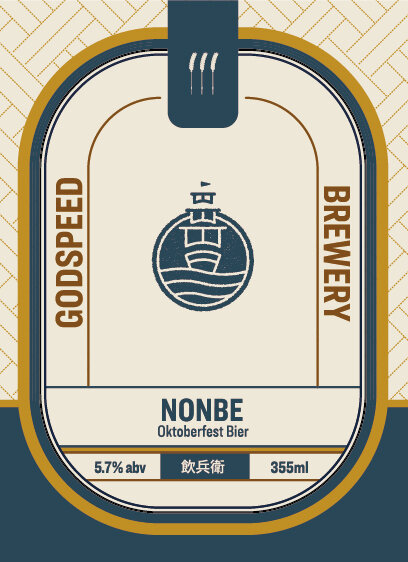 GODSPEED
BREWERY
NONBE
Oktoberfest Bier
5.7% abv 飲兵衛 355ml